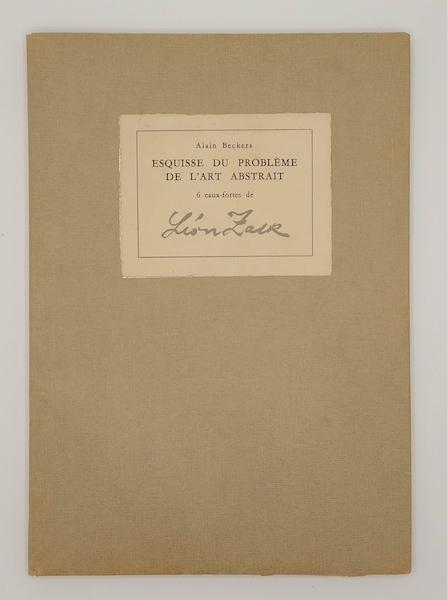 Alain Beckers
ESQUISSE DU PROBLÈME
DE L'ART ABSTRAIT
6 eaux-fortes de
Léon Zack